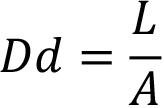 Dd = L/A